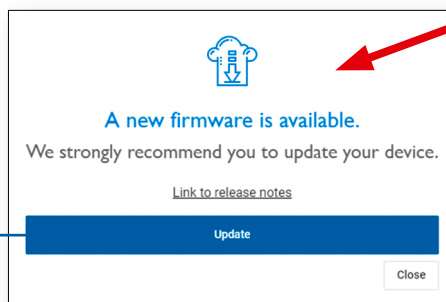 A new firmware is available.
We strongly recommend you to update your device.
Link to release notes
Update
Close